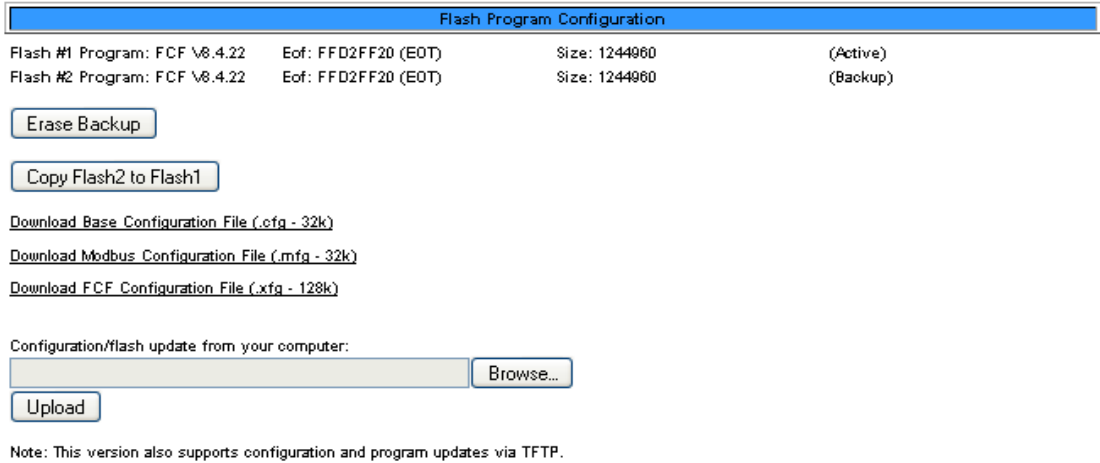 Flash Program Configuration
Flash #1 Program: FCF V8.4.22 Eof: FFD2FF20 (EOT) Size: 1244960 (Active)
Flash #2 Program: FCF V8.4.22 Eof: FFD2FF20 (EOT) Size: 1244960 (Backup)
Erase Backup
Copy Flash2 to Flash1
Download Base Configuration File (.cfg - 32k)
Download Modbus Configuration File (.mfg - 32k)
Download FCF Configuration File (.xfg - 128k)
Configuration/flash update from your computer:
Browse...
Upload
Note: This version also supports configuration and program updates via TFTP.